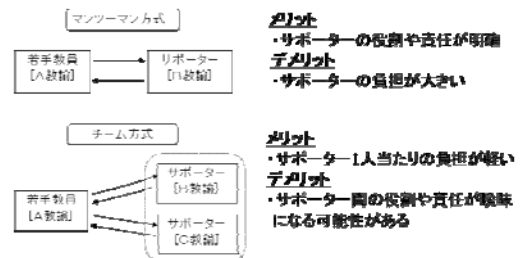 マンツーマン方式
若手教員
[A教諭]
サポーター
[B教諭]
メリット
・サポーターの役割や責任が明確
デメリット
・サポーターの負担が大きい
チーム方式
若手教員
[A教諭]
サポーター
[B教諭]
サポーター
[C教諭]
メリット
・サポーター1人当たりの負担が軽い
デメリット
・サポーター間の役割や責任が曖昧
になる可能性がある